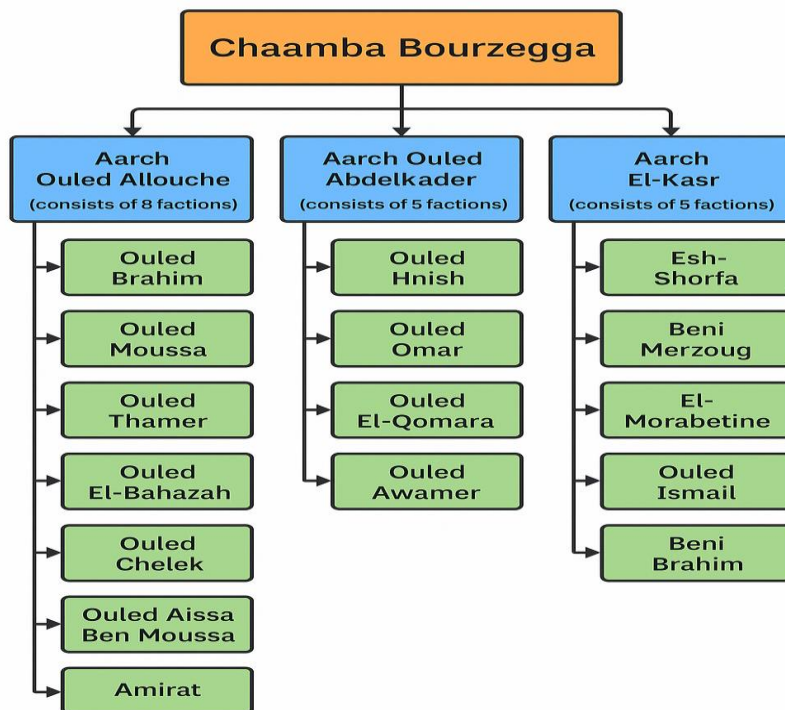 Chaamba Bourzegga
Aarch
Ouled Allouche
(consists of 8 factions)
Ouled
Brahim
Ouled
Moussa
Ouled
Thamer
Ouled
El-Bahazah
Ouled
Chelek
Ouled Aissa
Ben Moussa
Amirat
Aarch Ouled
Abdelkader
(consists of 5 factions)
Ouled
Hnish
Ouled
Omar
Ouled
El-Qomara
Ouled
Awamer
Aarch
El-Kasr
(consists of 5 factions)
Esh-
Shorfa
Beni
Merzoug
El-
Morabetine
Ouled
Ismail
Beni
Brahim